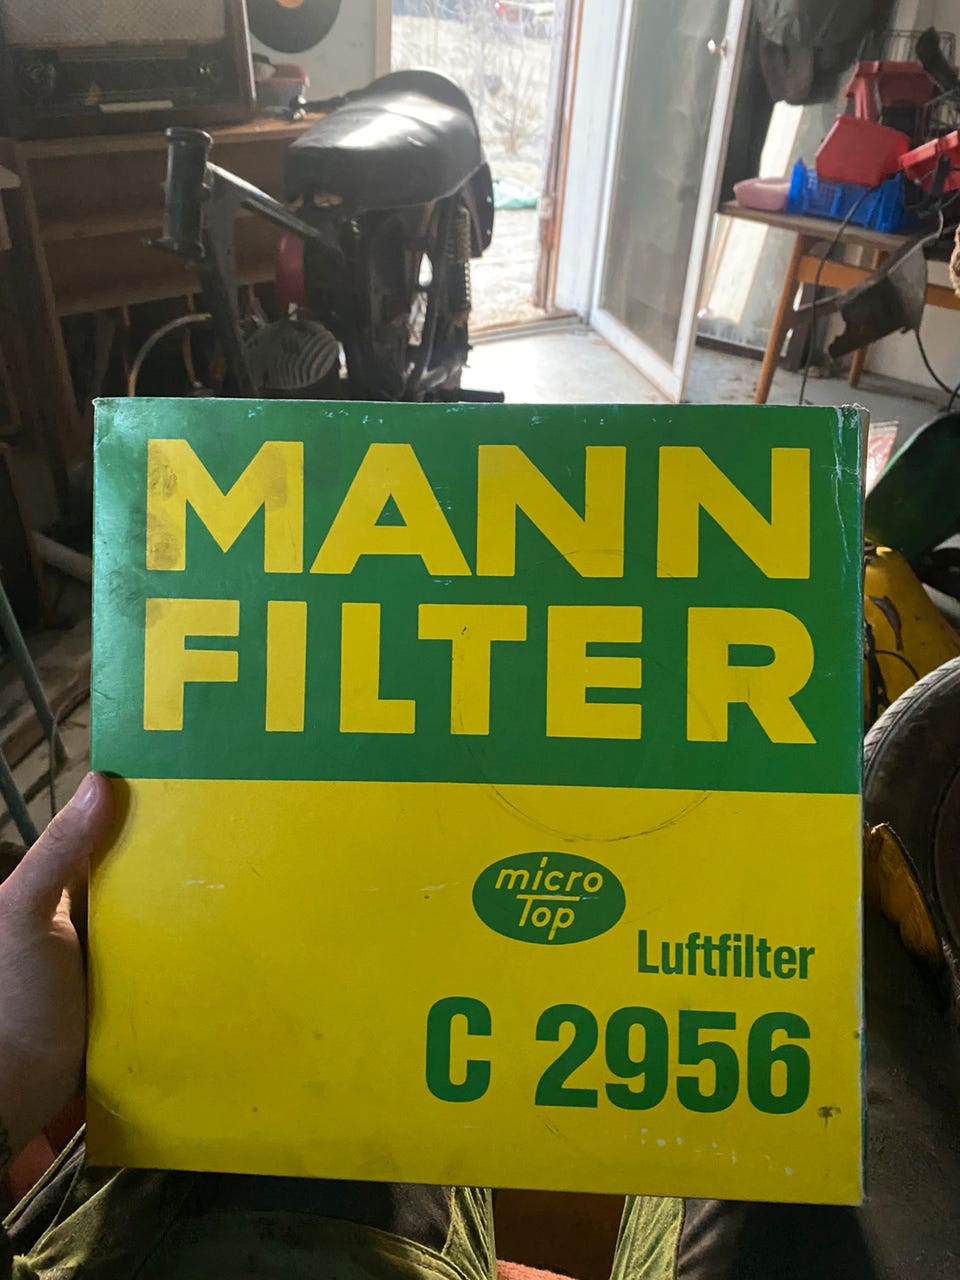 MANN
FILTER
micro
Top
Luftfilter
C 2956